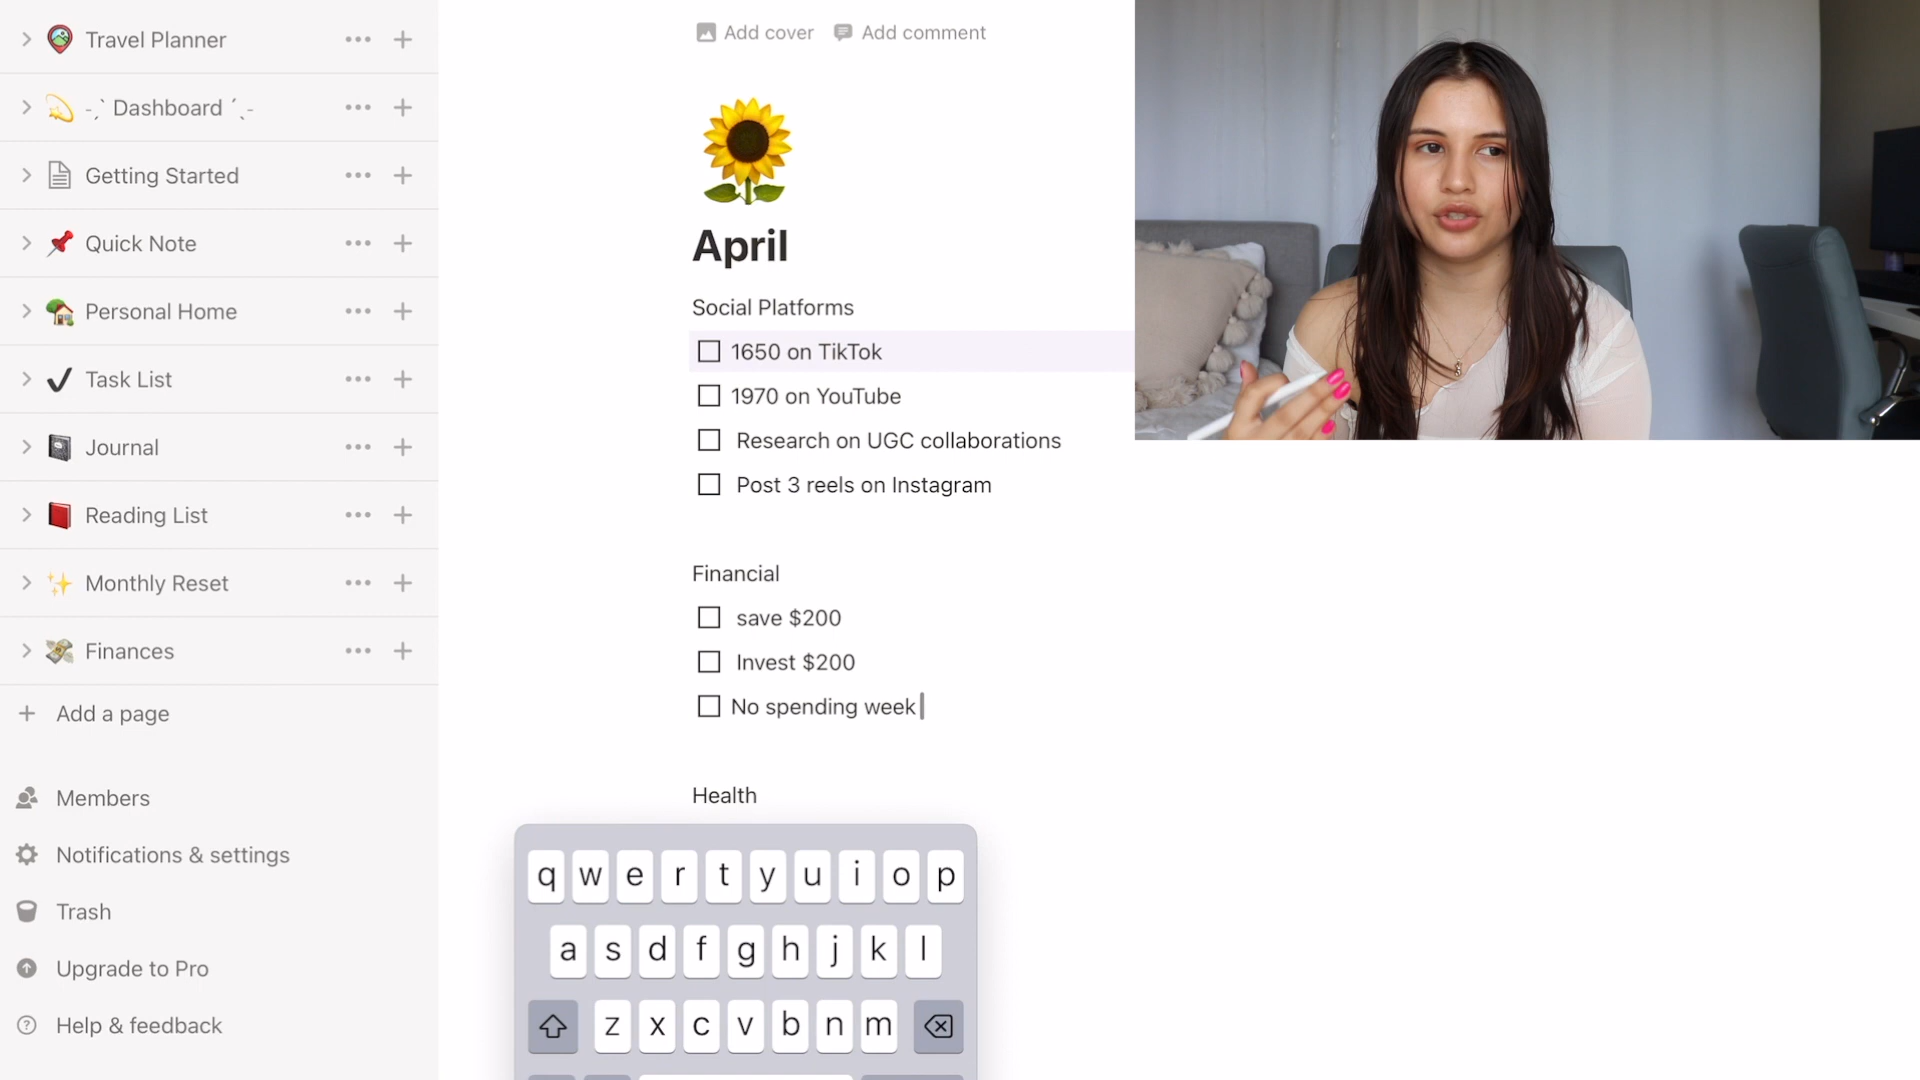 Travel Planner
-ˏˋ Dashboard ˊˎ-
Getting Started
Quick Note
Personal Home
Task List
Journal
Reading List
Monthly Reset
Finances
Add a page
Members
Notifications & settings
Trash
Upgrade to Pro
Help & feedback
Add cover Add comment
April
Social Platforms
1650 on TikTok
1970 on YouTube
Research on UGC collaborations
Post 3 reels on Instagram
Financial
save $200
Invest $200
No spending week
Health
q w e r t y u i o p
a s d f g h j k l
z x c v b n m